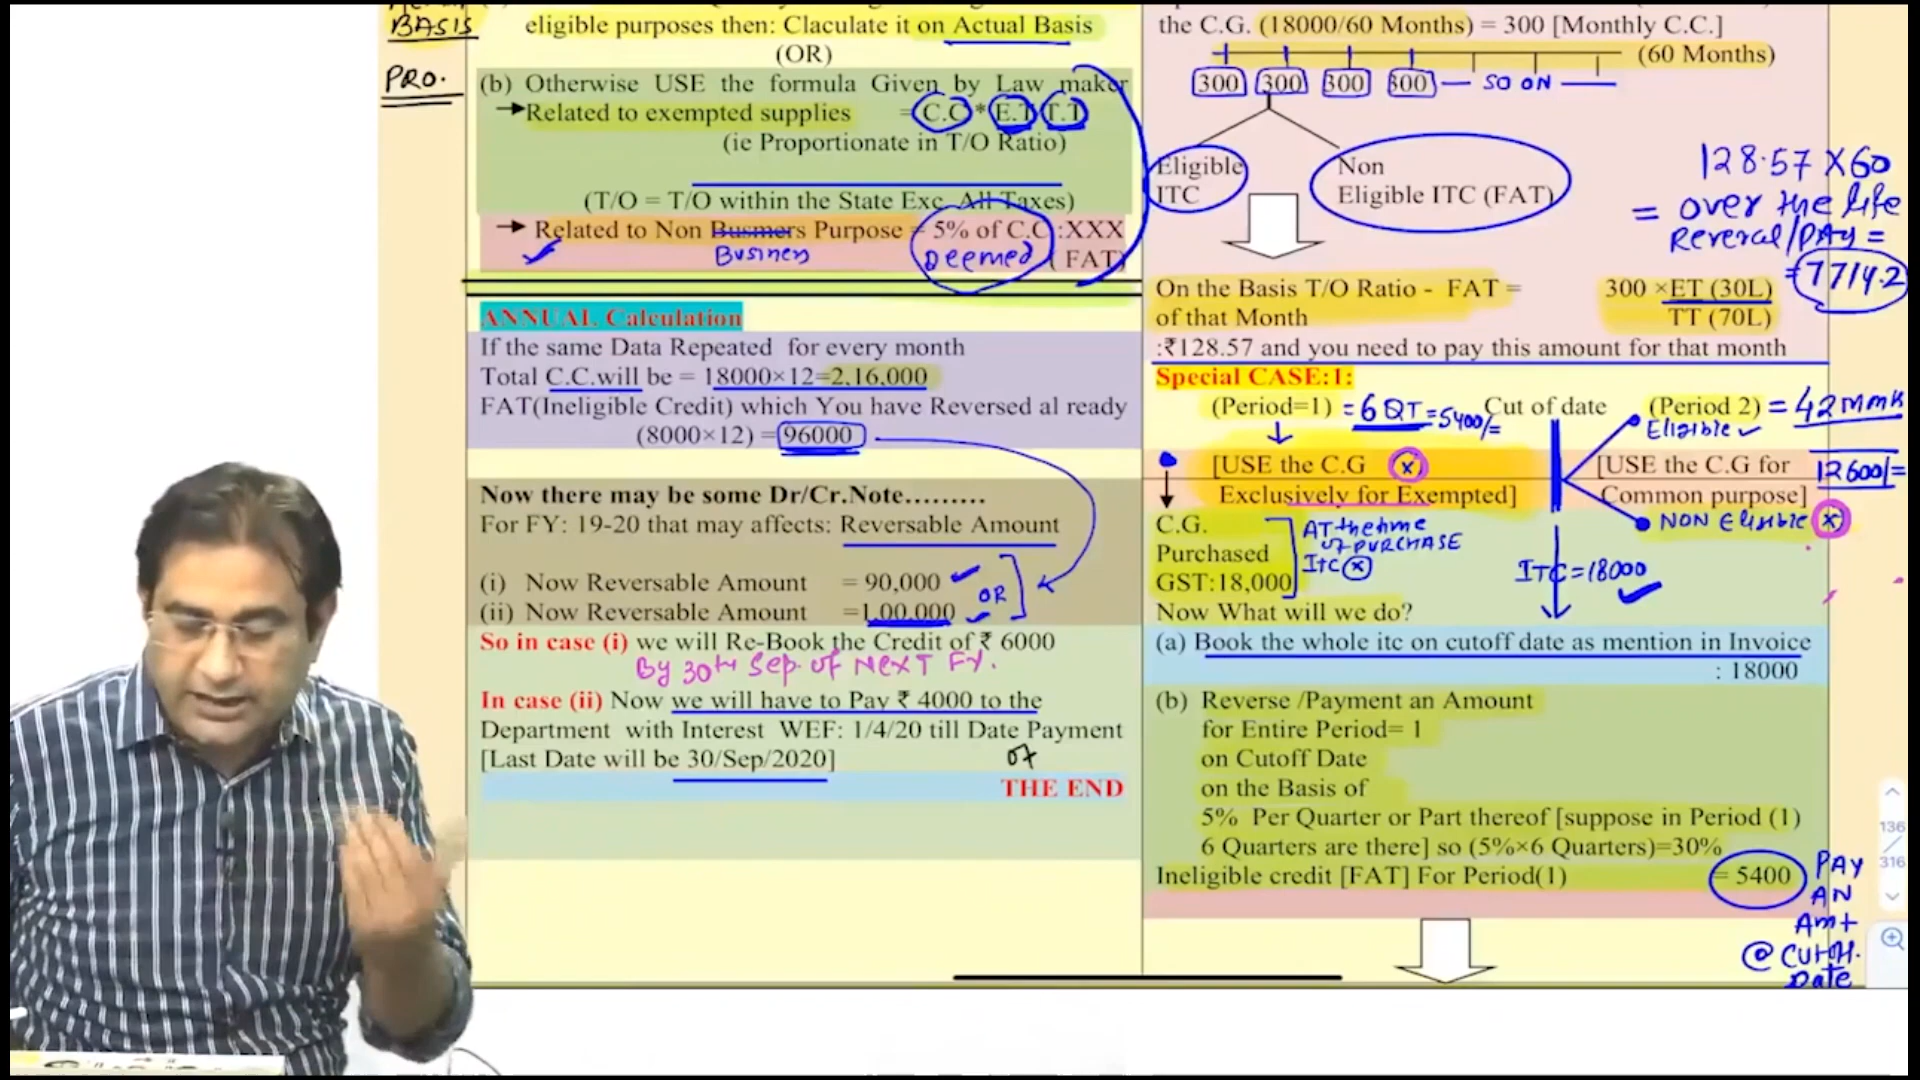 BASIS
PRO.
eligible purposes then: Claculate it on Actual Basis
(OR)
(b) Otherwise USE the formula Given by Law maker
→Related to exempted supplies = C.C * E.T T.T
(ie Proportionate in T/O Ratio)
(T/O = T/O within the State Exc. All Taxes)
→ Related to Non Busmers Purpose = 5% of C.C :XXX
Business Deemed (FAT)
ANNUAL Calculation
If the same Data Repeated for every month
Total C.C.will be = 18000×12=2,16,000
FAT(Ineligible Credit) which You have Reversed al ready
(8000×12) = 96000
Now there may be some Dr/Cr.Note.........
For FY: 19-20 that may affects: Reversable Amount
(i) Now Reversable Amount = 90,000
OR
(ii) Now Reversable Amount =1,00,000
So in case (i) we will Re-Book the Credit of ₹ 6000
By 30th Sep. of NEXT FY.
In case (ii) Now we will have to Pay ₹ 4000 to the
Department with Interest WEF: 1/4/20 till Date Payment
of
[Last Date will be 30/Sep/2020]
THE END
the C.G. (18000/60 Months) = 300 [Monthly C.C.]
(60 Months)
300 300 300 300 — SO ON —
Eligible
ITC
Non
Eligible ITC (FAT)
128.57 X 60
= over the life
Reveral/PAY =
= 7714.2
On the Basis T/O Ratio - FAT = 300 ×ET (30L)
of that Month TT (70L)
:₹128.57 and you need to pay this amount for that month
Special CASE:1:
(Period=1) = 6 QT = 5400/= Cut of date (Period 2) = 42
Eligible ✓
[USE the C.G (x) [USE the C.G for 12600/=
Exclusively for Exempted] Common purpose]
NON Eligible (x)
C.G.
Purchased
GST:18,000
AT the time
of PURCHASE
ITC (x)
ITC = 18000
Now What will we do?
(a) Book the whole itc on cutoff date as mention in Invoice
: 18000
(b) Reverse /Payment an Amount
for Entire Period= 1
on Cutoff Date
on the Basis of
5% Per Quarter or Part thereof [suppose in Period (1)
6 Quarters are there] so (5%×6 Quarters)=30%
Ineligible credit [FAT] For Period(1) = 5400
PAY
AN
Amt
@ CUTOFF.
Date
136
/
316